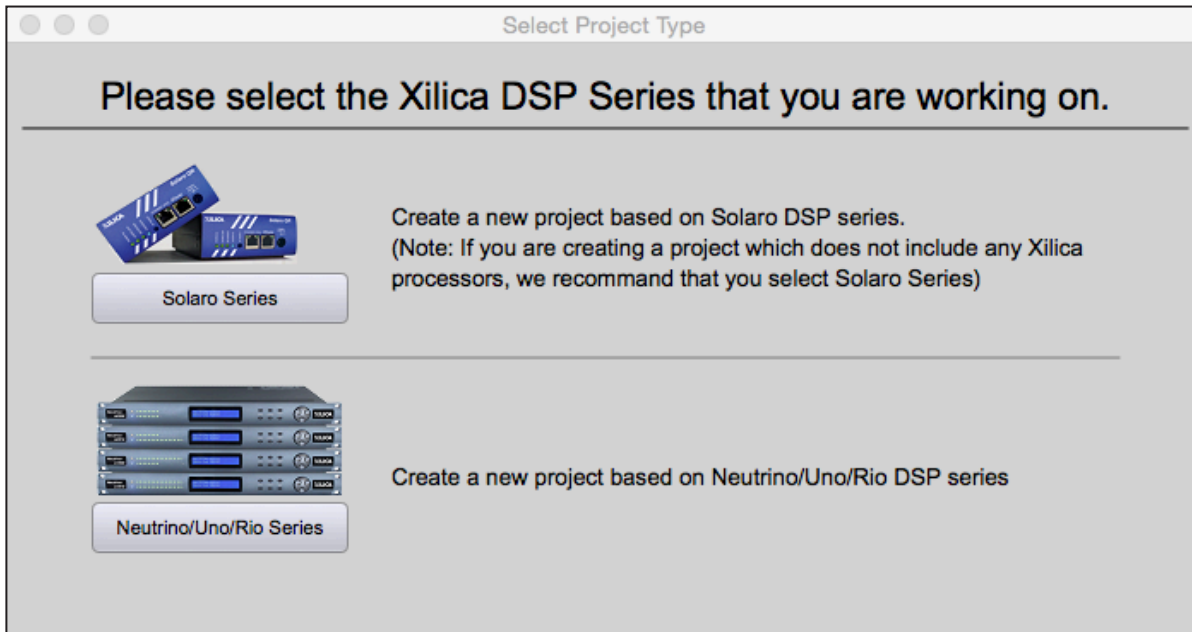 Select Project Type
Please select the Xilica DSP Series that you are working on.
Create a new project based on Solaro DSP series.
(Note: If you are creating a project which does not include any Xilica
processors, we recommand that you select Solaro Series)
Solaro Series
Create a new project based on Neutrino/Uno/Rio DSP series
Neutrino/Uno/Rio Series